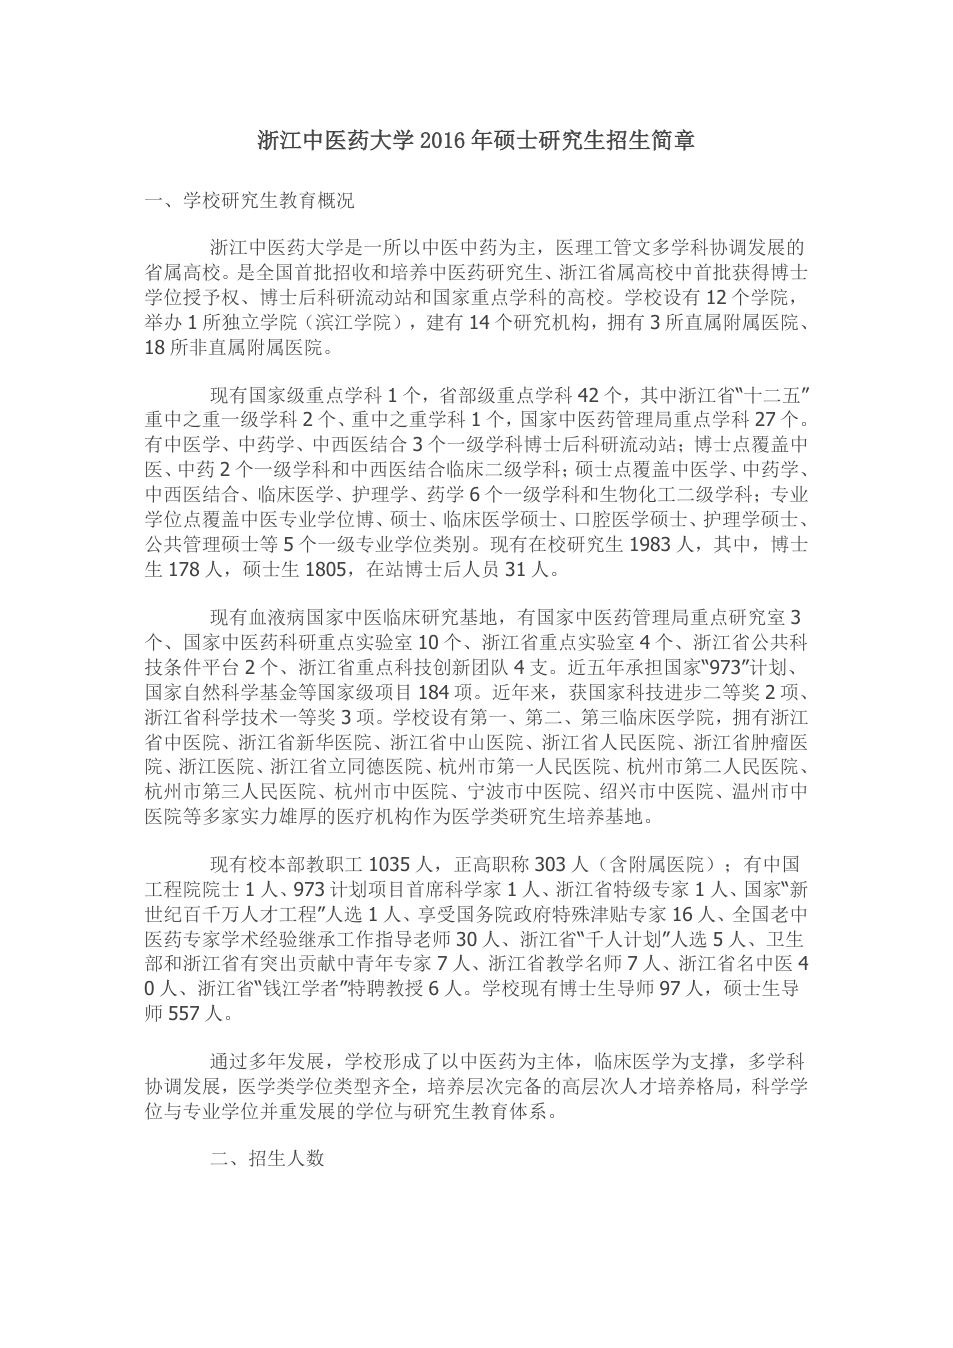 浙江中医药大学 2016 年硕士研究生招生简章
一、学校研究生教育概况
浙江中医药大学是一所以中医中药为主，医理工管文多学科协调发展的
省属高校。是全国首批招收和培养中医药研究生、浙江省属高校中首批获得博士
学位授予权、博士后科研流动站和国家重点学科的高校。学校设有 12 个学院，
举办 1 所独立学院（滨江学院），建有 14 个研究机构，拥有 3 所直属附属医院、
18 所非直属附属医院。
现有国家级重点学科 1 个，省部级重点学科 42 个，其中浙江省“十二五”
重中之重一级学科 2 个、重中之重学科 1 个，国家中医药管理局重点学科 27 个。
有中医学、中药学、中西医结合 3 个一级学科博士后科研流动站；博士点覆盖中
医、中药 2 个一级学科和中西医结合临床二级学科；硕士点覆盖中医学、中药学、
中西医结合、临床医学、护理学、药学 6 个一级学科和生物化工二级学科；专业
学位点覆盖中医专业学位博、硕士、临床医学硕士、口腔医学硕士、护理学硕士、
公共管理硕士等 5 个一级专业学位类别。现有在校研究生 1983 人，其中，博士
生 178 人，硕士生 1805，在站博士后人员 31 人。
现有血液病国家中医临床研究基地，有国家中医药管理局重点研究室 3
个、国家中医药科研重点实验室 10 个、浙江省重点实验室 4 个、浙江省公共科
技条件平台 2 个、浙江省重点科技创新团队 4 支。近五年承担国家“973”计划、
国家自然科学基金等国家级项目 184 项。近年来，获国家科技进步二等奖 2 项、
浙江省科学技术一等奖 3 项。学校设有第一、第二、第三临床医学院，拥有浙江
省中医院、浙江省新华医院、浙江省中山医院、浙江省人民医院、浙江省肿瘤医
院、浙江医院、浙江省立同德医院、杭州市第一人民医院、杭州市第二人民医院、
杭州市第三人民医院、杭州市中医院、宁波市中医院、绍兴市中医院、温州市中
医院等多家实力雄厚的医疗机构作为医学类研究生培养基地。
现有校本部教职工 1035 人，正高职称 303 人（含附属医院）；有中国
工程院院士 1 人、973 计划项目首席科学家 1 人、浙江省特级专家 1 人、国家“新
世纪百千万人才工程”人选 1 人、享受国务院政府特殊津贴专家 16 人、全国老中
医药专家学术经验继承工作指导老师 30 人、浙江省“千人计划”人选 5 人、卫生
部和浙江省有突出贡献中青年专家 7 人、浙江省教学名师 7 人、浙江省名中医 4
0 人、浙江省“钱江学者”特聘教授 6 人。学校现有博士生导师 97 人，硕士生导
师 557 人。
通过多年发展，学校形成了以中医药为主体，临床医学为支撑，多学科
协调发展，医学类学位类型齐全，培养层次完备的高层次人才培养格局，科学学
位与专业学位并重发展的学位与研究生教育体系。
二、招生人数